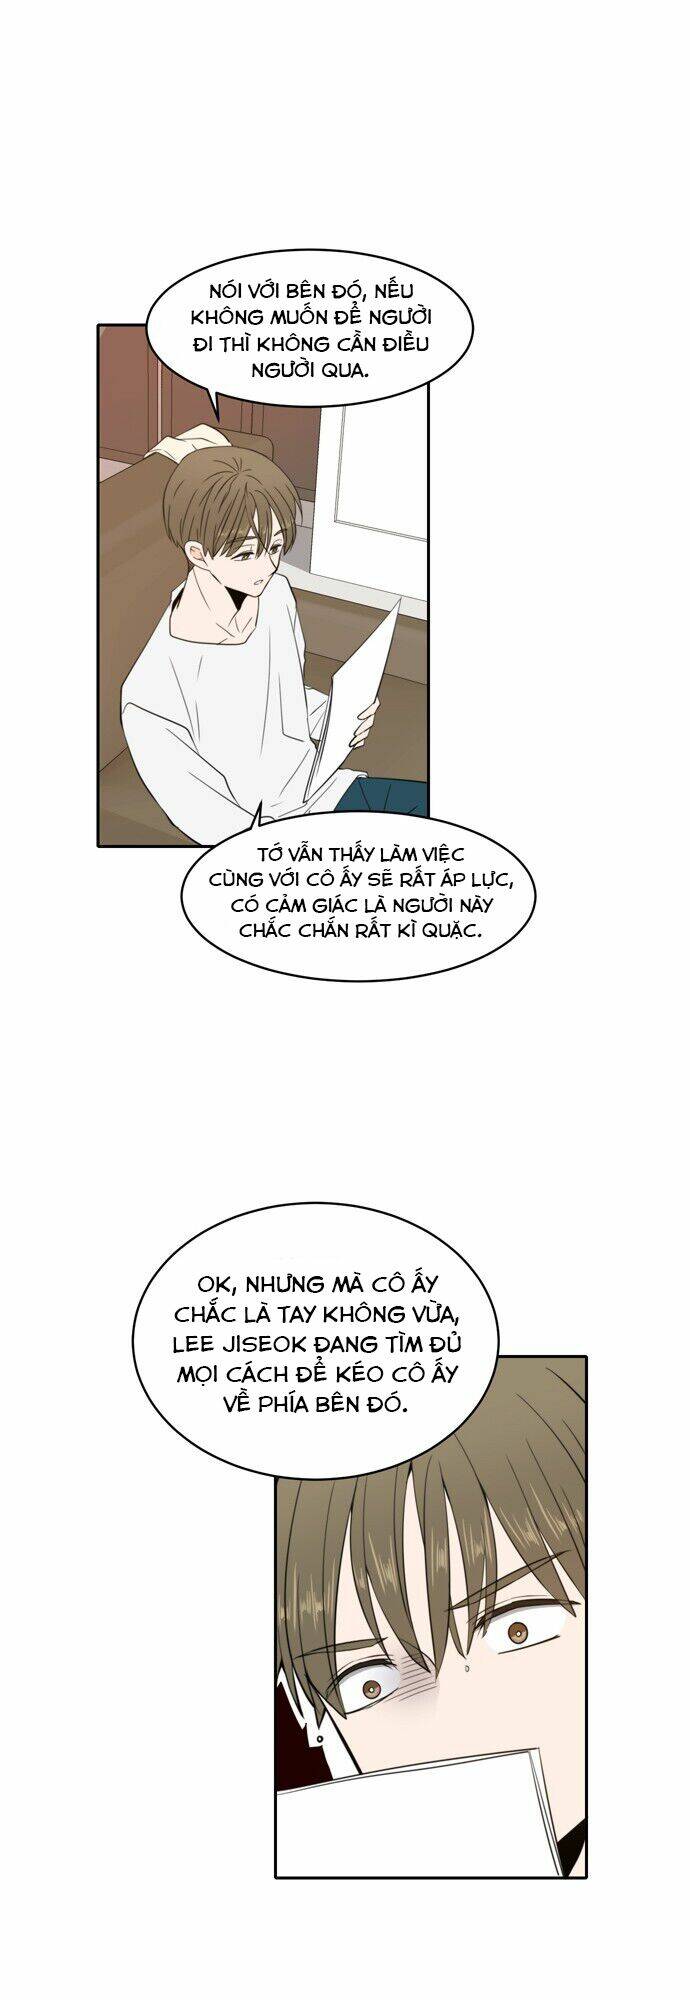 NÓI VỚI BÊN ĐÓ, NẾU
KHÔNG MUỐN ĐỂ NGƯỜI
ĐI THÌ KHÔNG CẦN ĐIỀU
NGƯỜI QUA.
TỚ VẪN THẤY LÀM VIỆC
CÙNG VỚI CÔ ẤY SẼ RẤT ÁP LỰC,
CÓ CẢM GIÁC LÀ NGƯỜI NÀY
CHẮC CHẮN RẤT KÌ QUẶC.
OK, NHƯNG MÀ CÔ ẤY
CHẮC LÀ TAY KHÔNG VỪA,
LEE JISEOK ĐANG TÌM ĐỦ
MỌI CÁCH ĐỂ KÉO CÔ ẤY
VỀ PHÍA BÊN ĐÓ.